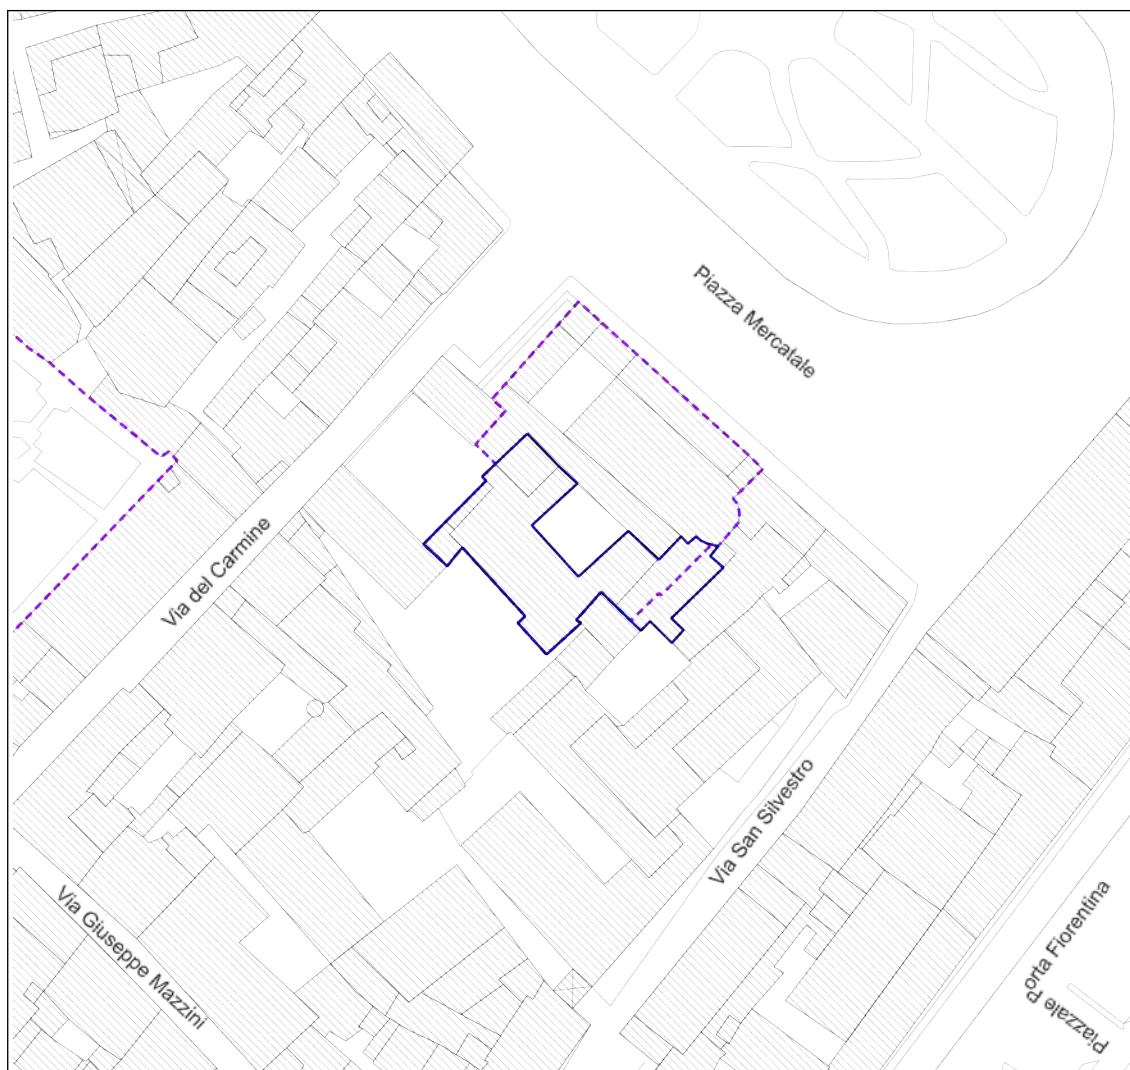 Piazza Mercatale
Via del Carmine
Via San Silvestro
Via Giuseppe Mazzini
Porta Fiorentina
Piazzale